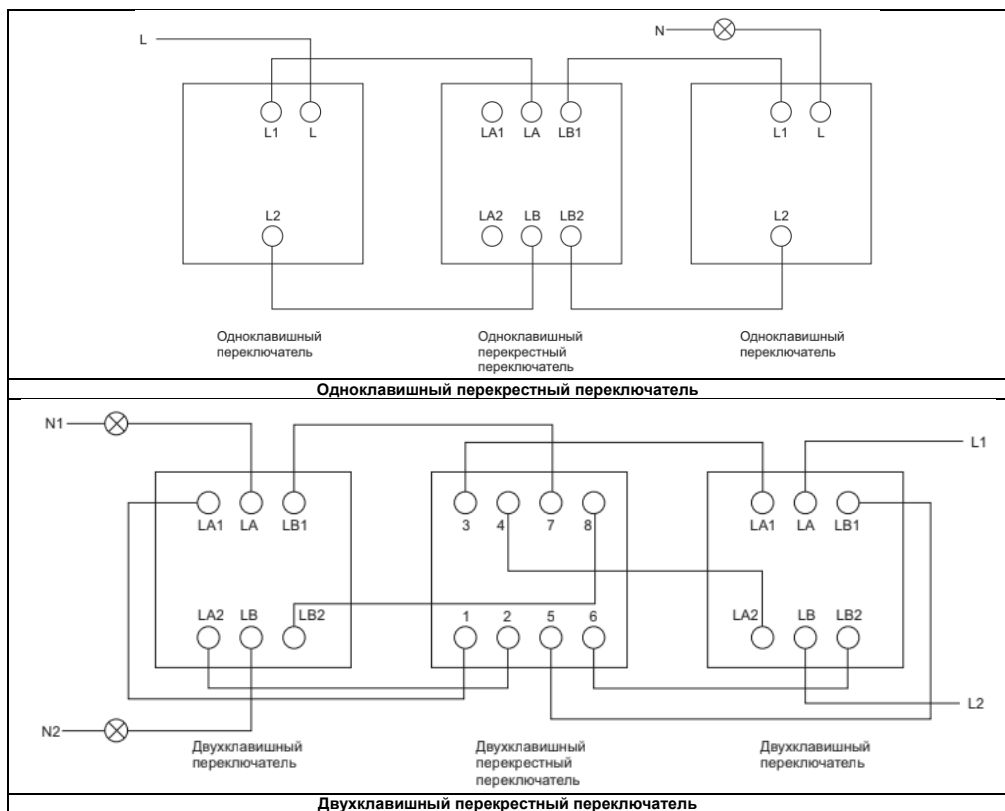 L
N
L1 L
LA1 LA LB1
L1 L
L2
LA2 LB LB2
L2
Одноклавишный
переключатель
Одноклавишный
перекрестный
переключатель
Одноклавишный
переключатель
Одноклавишный перекрестный переключатель
N1
L1
LA1 LA LB1
3 4 7 8
LA1 LA LB1
LA2 LB LB2
1 2 5 6
LA2 LB LB2
N2
L2
Двухклавишный
переключатель
Двухклавишный
перекрестный
переключатель
Двухклавишный
переключатель
Двухклавишный перекрестный переключатель